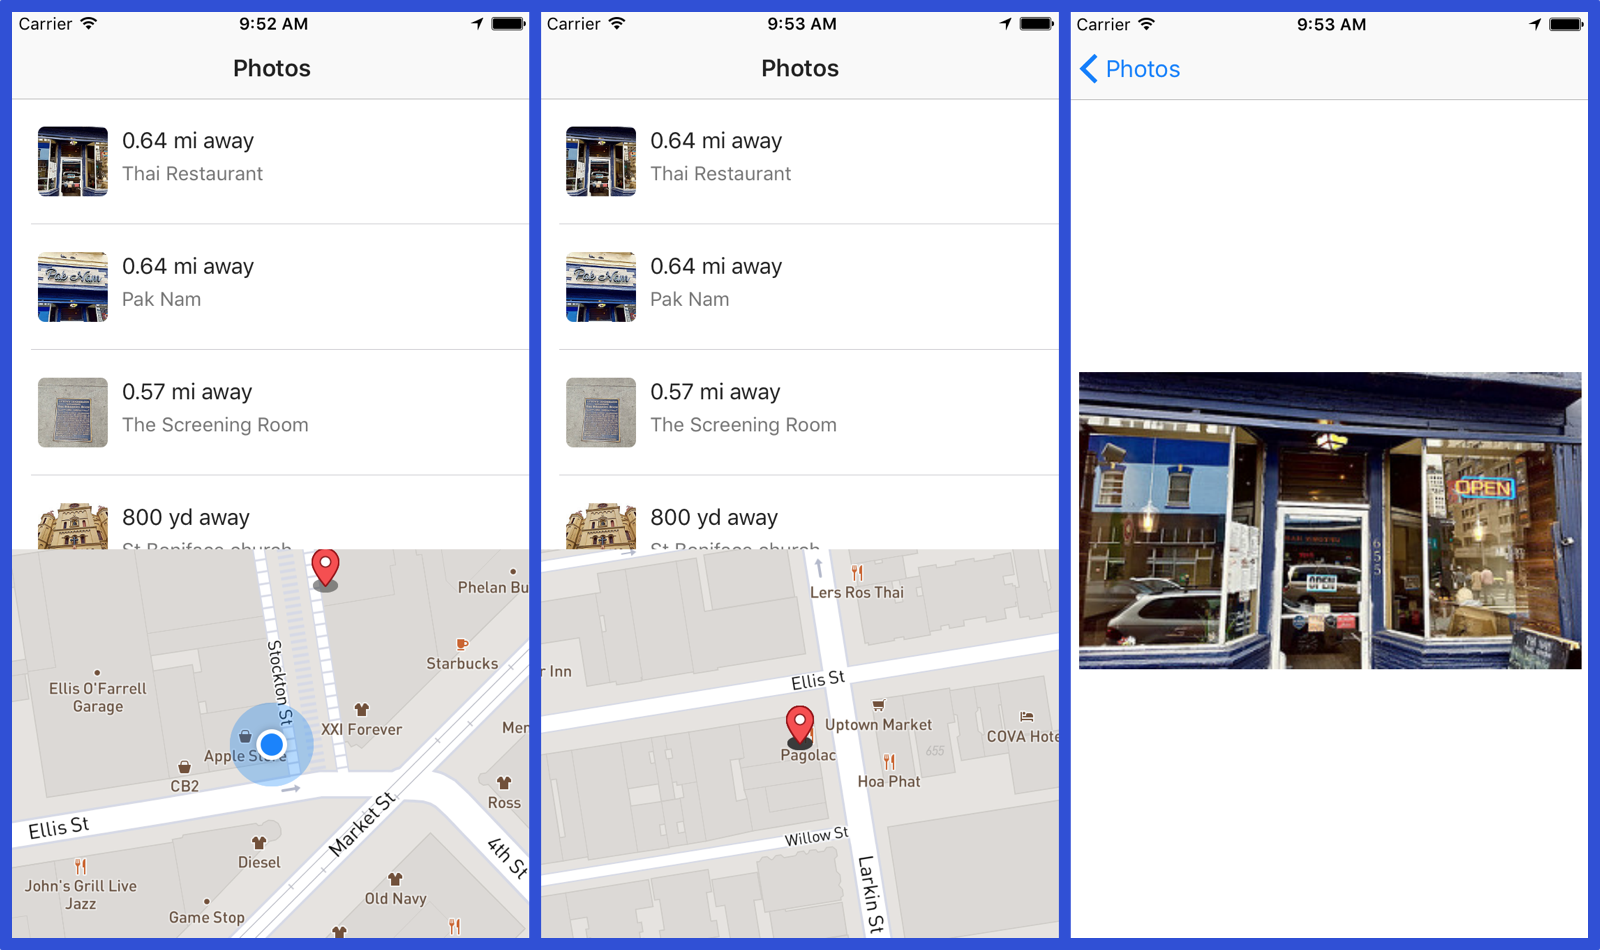 Carrier
9:52 AM
Photos
0.64 mi away
Thai Restaurant
0.64 mi away
Pak Nam
0.57 mi away
The Screening Room
800 yd away
St Boniface church
Phelan Bu
Stockton St
Starbucks
Ellis O'Farrell
Garage
XXI Forever
Mer
Apple Store
CB2
Ross
Ellis St
Market St
4th St
Diesel
John's Grill Live
Jazz
Old Navy
Game Stop
Carrier
9:53 AM
Photos
0.64 mi away
Thai Restaurant
0.64 mi away
Pak Nam
0.57 mi away
The Screening Room
800 yd away
St Boniface church
Lers Ros Thai
r Inn
Ellis St
Uptown Market
COVA Hote
655
Pagolac
Hoa Phat
Willow St
Larkin St
Carrier
9:53 AM
Photos
OPEN
655
OPEN